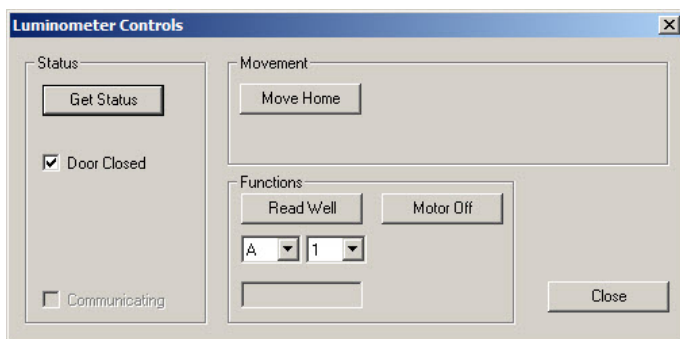 Luminometer Controls
Status
Get Status
Door Closed
Communicating
Movement
Move Home
Functions
Read Well
Motor Off
A
1
Close